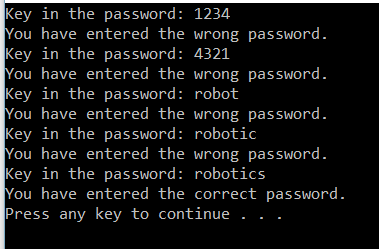 Key in the password: 1234
You have entered the wrong password.
Key in the password: 4321
You have entered the wrong password.
Key in the password: robot
You have entered the wrong password.
Key in the password: robotic
You have entered the wrong password.
Key in the password: robotics
You have entered the correct password.
Press any key to continue . . .